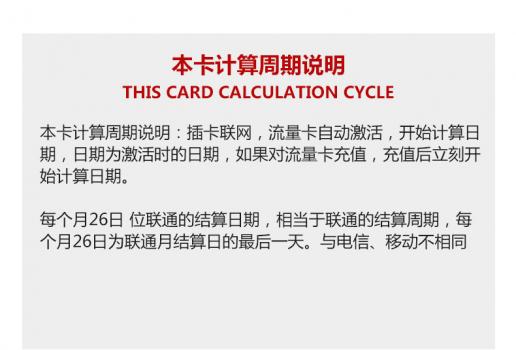 本卡计算周期说明
THIS CARD CALCULATION CYCLE
本卡计算周期说明：插卡联网，流量卡自动激活，开始计算日
期，日期为激活时的日期，如果对流量卡充值，充值后立刻开
始计算日期。
每个月26日 位联通的结算日期，相当于联通的结算周期，每
个月26日为联通月结算日的最后一天。与电信、移动不相同